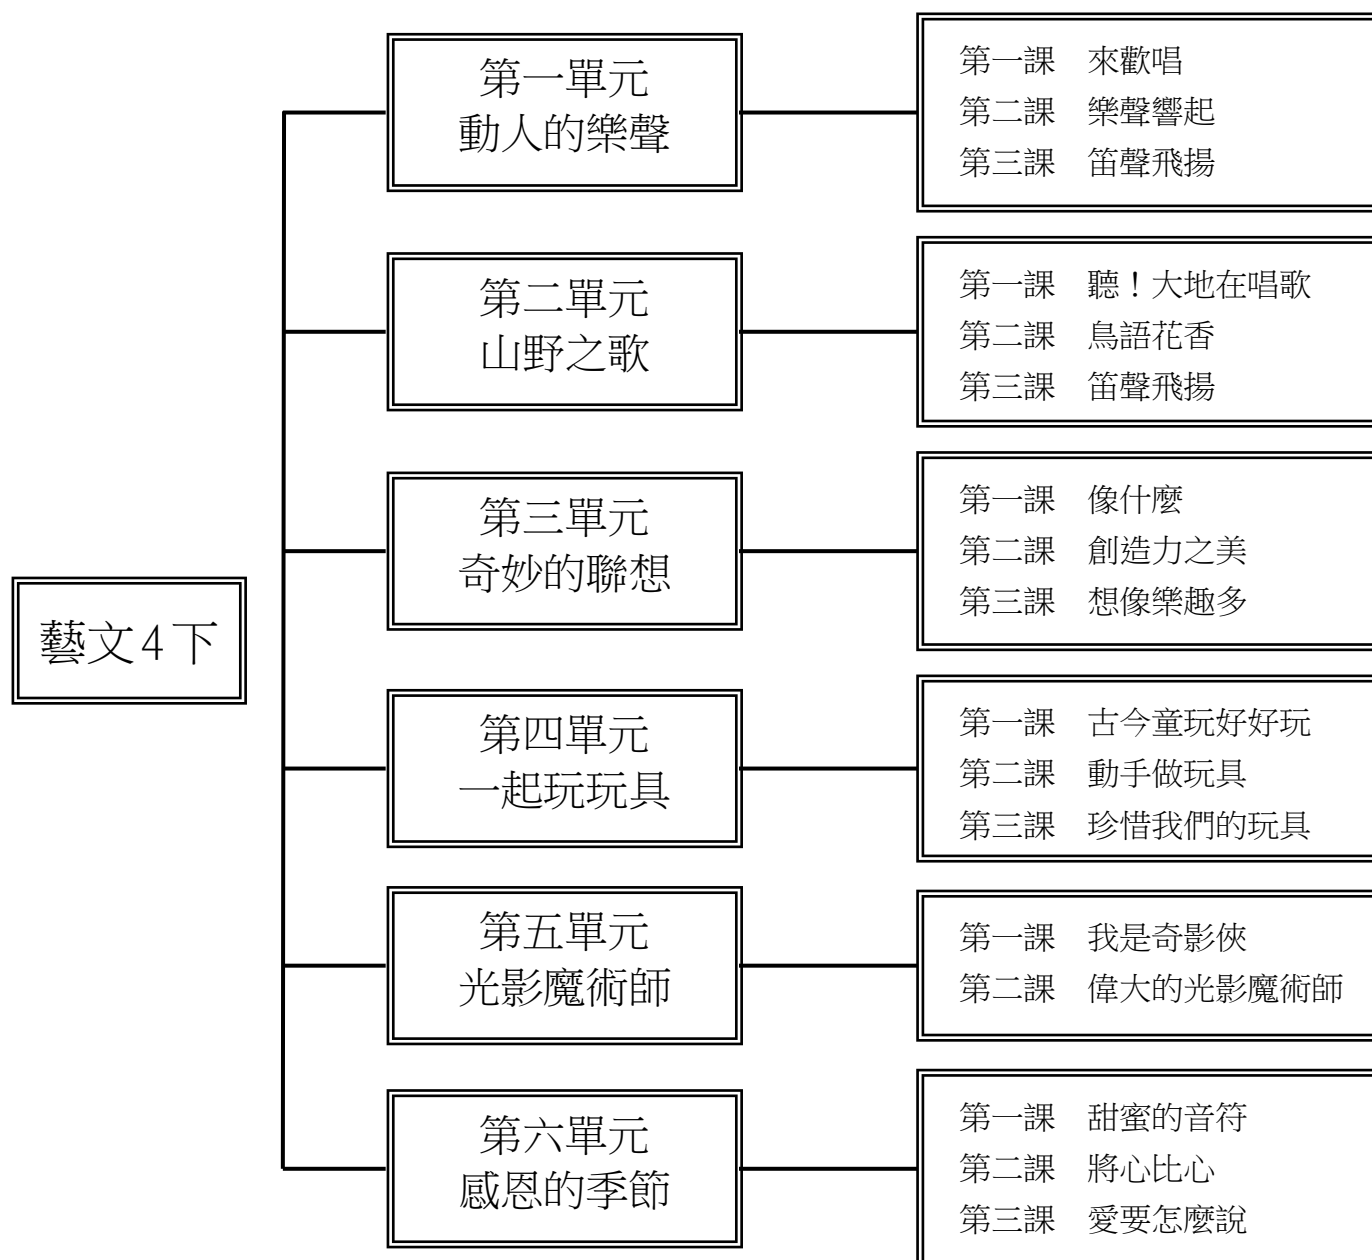 藝文4下
第一單元
動人的樂聲
第一課　來歡唱
第二課　樂聲響起
第三課　笛聲飛揚
第二單元
山野之歌
第一課　聽！大地在唱歌
第二課　鳥語花香
第三課　笛聲飛揚
第三單元
奇妙的聯想
第一課　像什麼
第二課　創造力之美
第三課　想像樂趣多
第四單元
一起玩玩具
第一課　古今童玩好好玩
第二課　動手做玩具
第三課　珍惜我們的玩具
第五單元
光影魔術師
第一課　我是奇影俠
第二課　偉大的光影魔術師
第六單元
感恩的季節
第一課　甜蜜的音符
第二課　將心比心
第三課　愛要怎麼說